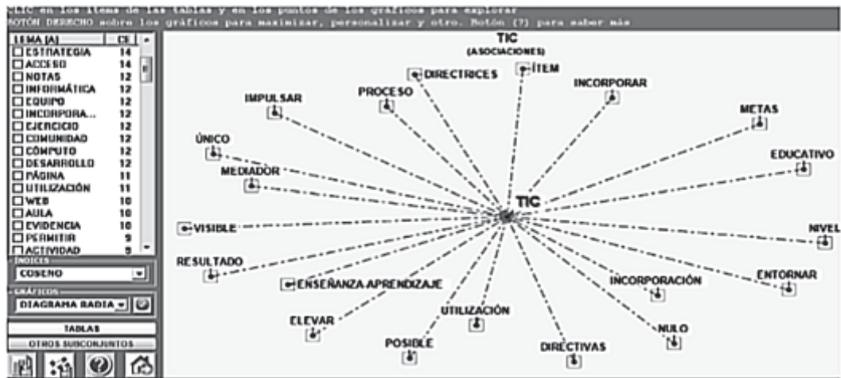 CLIC en los ítems de las tablas y en los puntos de los gráficos para explorar
BOTÓN DERECHO sobre los gráficos para maximizar, personalizar y otro. Botón (?) para saber más
LEMA [A] CE
ESTRATEGIA 14
ACCESO 14
NOTAS 12
INFORMÁTICA 12
EQUIPO 12
INCORPORA... 12
EJERCICIO 12
COMUNIDAD 12
CÓMPUTO 12
DESARROLLO 12
PÁGINA 11
UTILIZACIÓN 11
WEB 10
AULA 10
EVIDENCIA 10
PERMITIR 9
ACTIVIDAD 9
ÍNDICES
COSENO
GRÁFICOS
DIAGRAMA RADIA
TABLAS
OTROS SUBCONJUNTOS
TIC
(ASOCIACIONES)
DIRECTRICES
ÍTEM
PROCESO
INCORPORAR
IMPULSAR
METAS
ÚNICO
EDUCATIVO
MEDIADOR
TIC
VISIBLE
NIVEL
RESULTADO
ENSEÑANZA-APRENDIZAJE
INCORPORACIÓN
ENTORNAR
ELEVAR
UTILIZACIÓN
NULO
POSIBLE
DIRECTIVAS